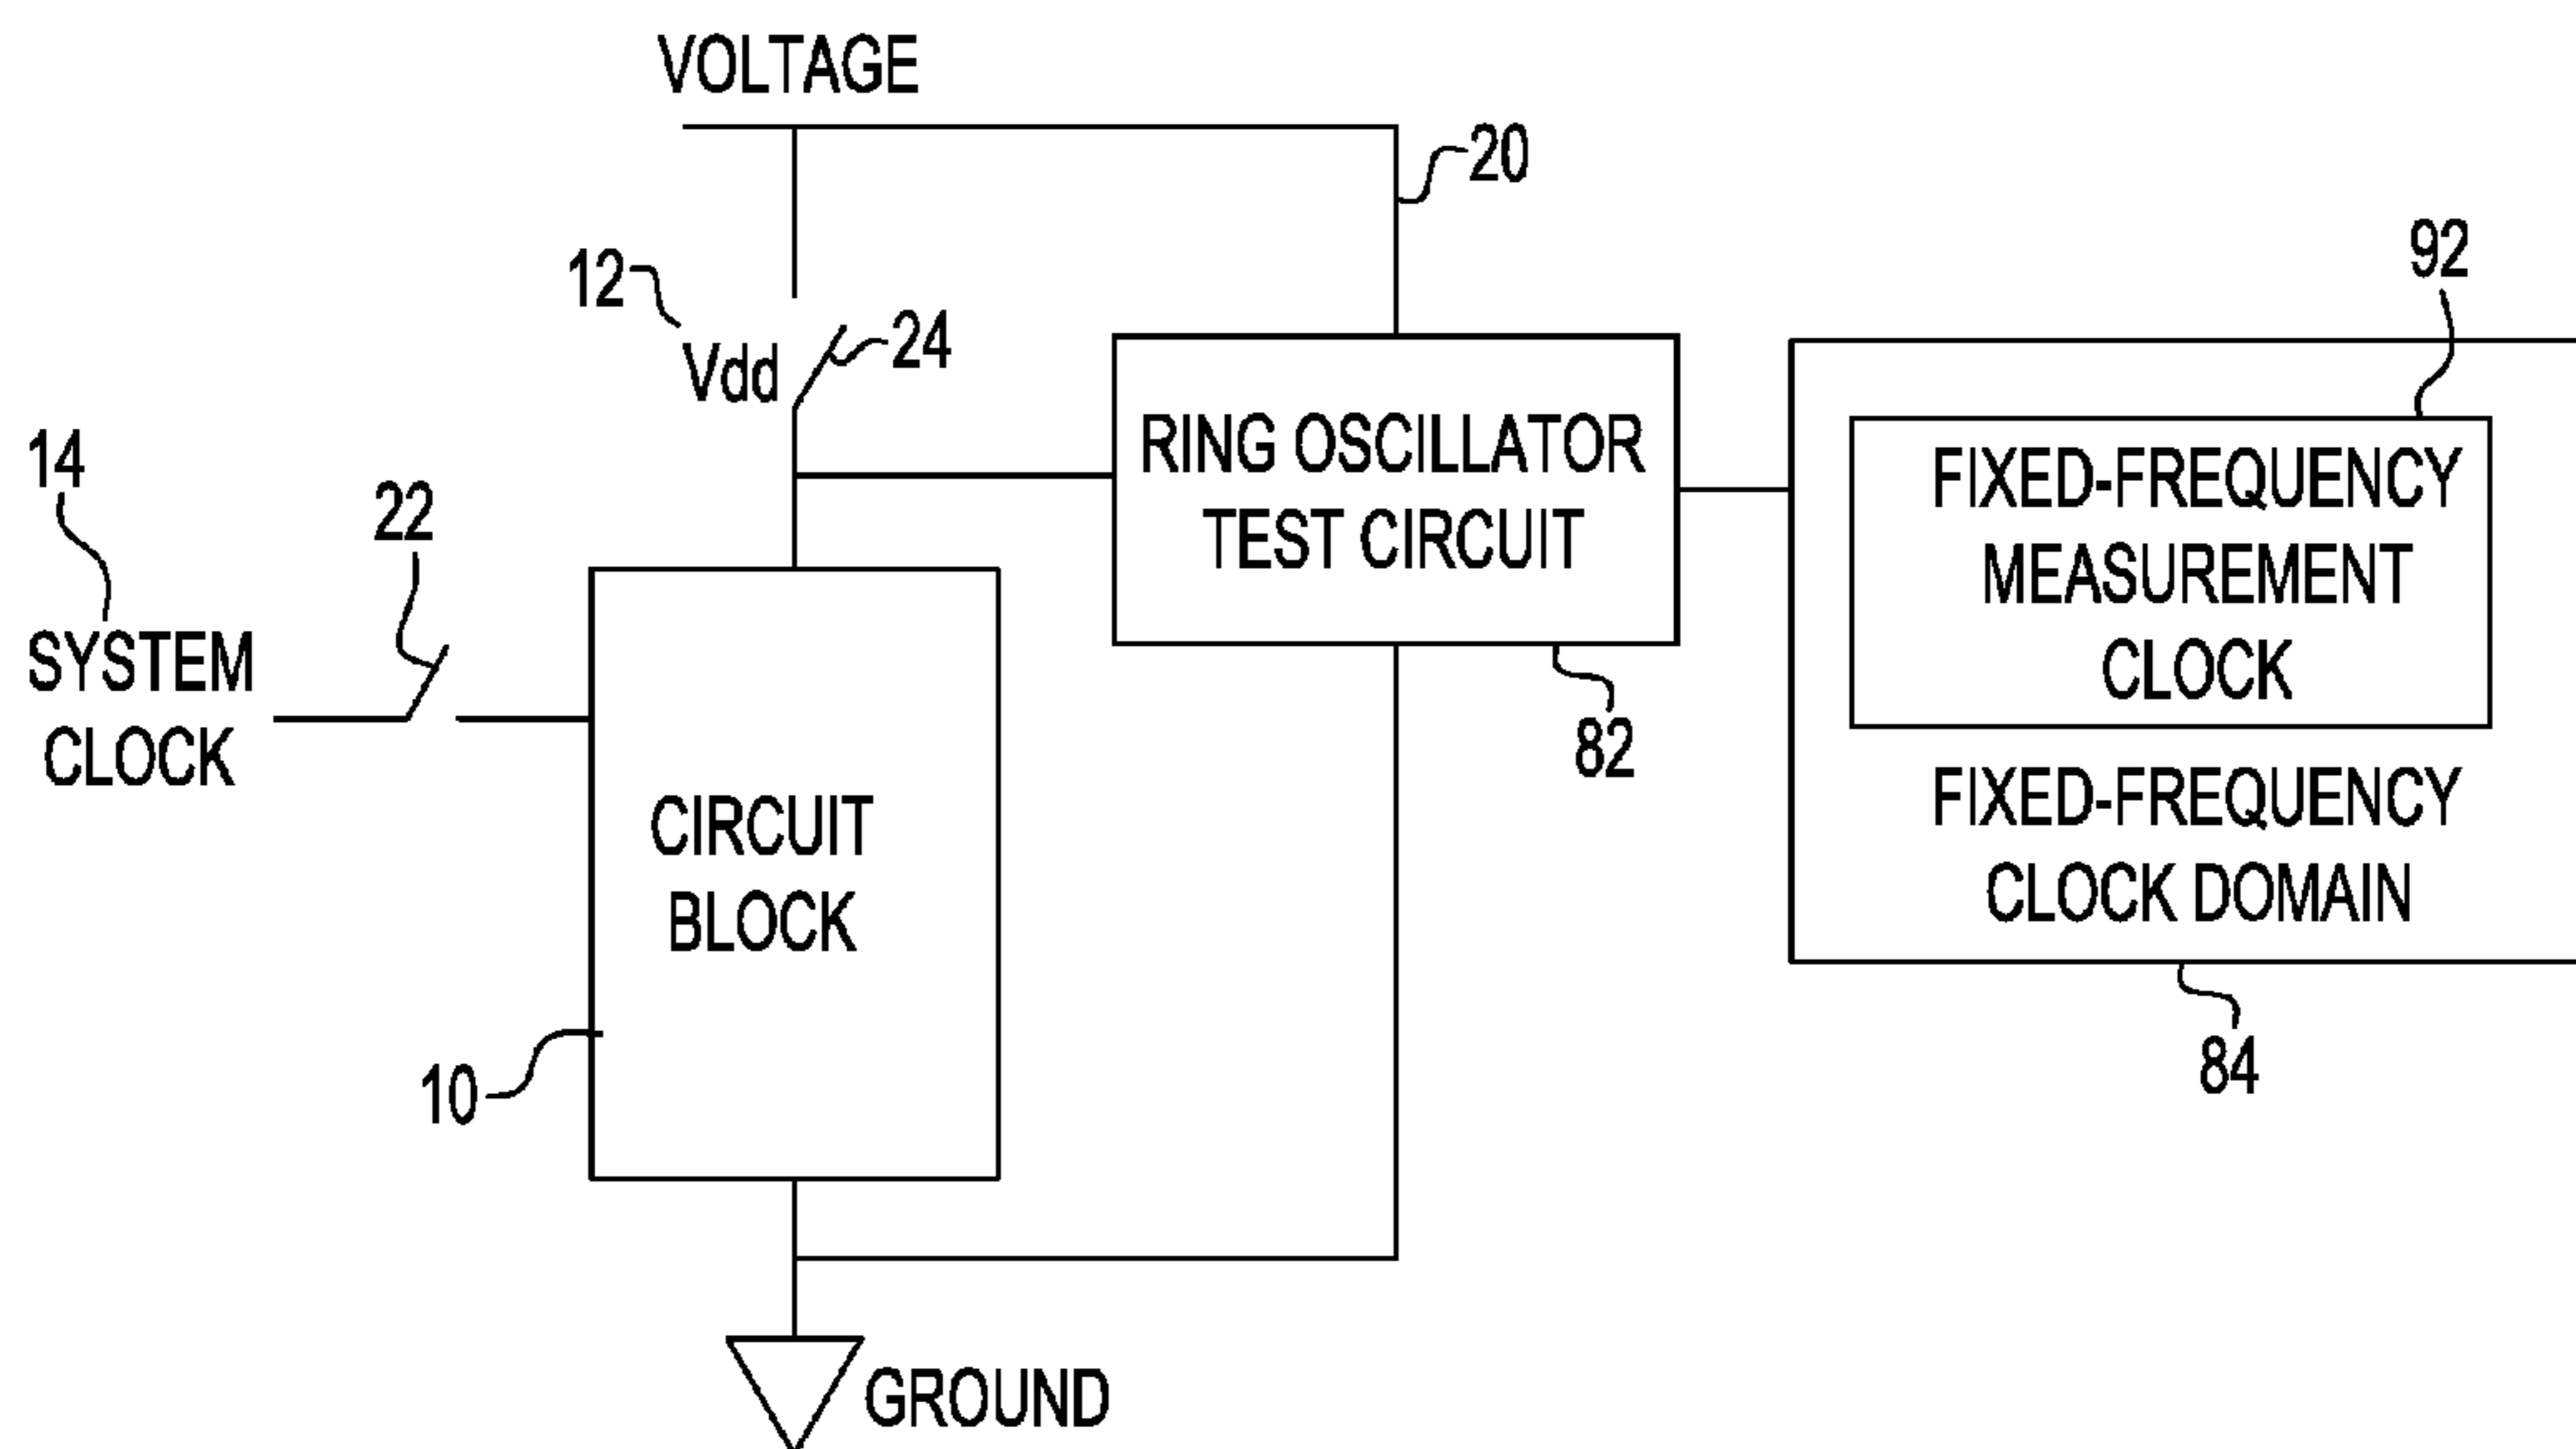 VOLTAGE
20
92
12
24
Vdd
RING OSCILLATOR
TEST CIRCUIT
14
22
FIXED-FREQUENCY
MEASUREMENT
CLOCK
SYSTEM
CLOCK
82
FIXED-FREQUENCY
CLOCK DOMAIN
CIRCUIT
BLOCK
84
10
GROUND